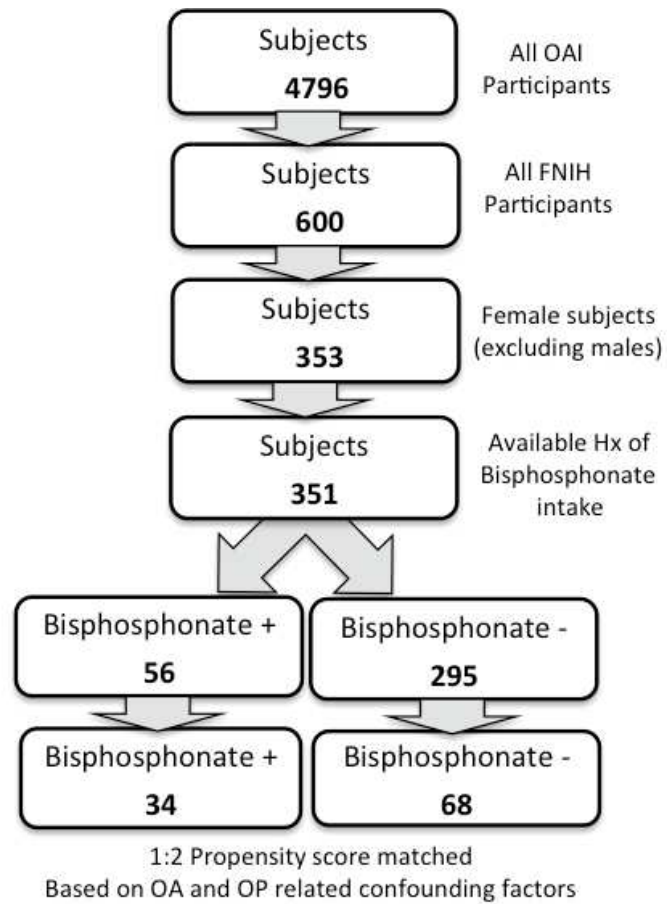 Subjects
4796
All OAI
Participants
Subjects
600
All FNIH
Participants
Subjects
353
Female subjects
(excluding males)
Subjects
351
Available Hx of
Bisphosphonate
intake
Bisphosphonate +
56
Bisphosphonate -
295
Bisphosphonate +
34
Bisphosphonate -
68
1:2 Propensity score matched
Based on OA and OP related confounding factors